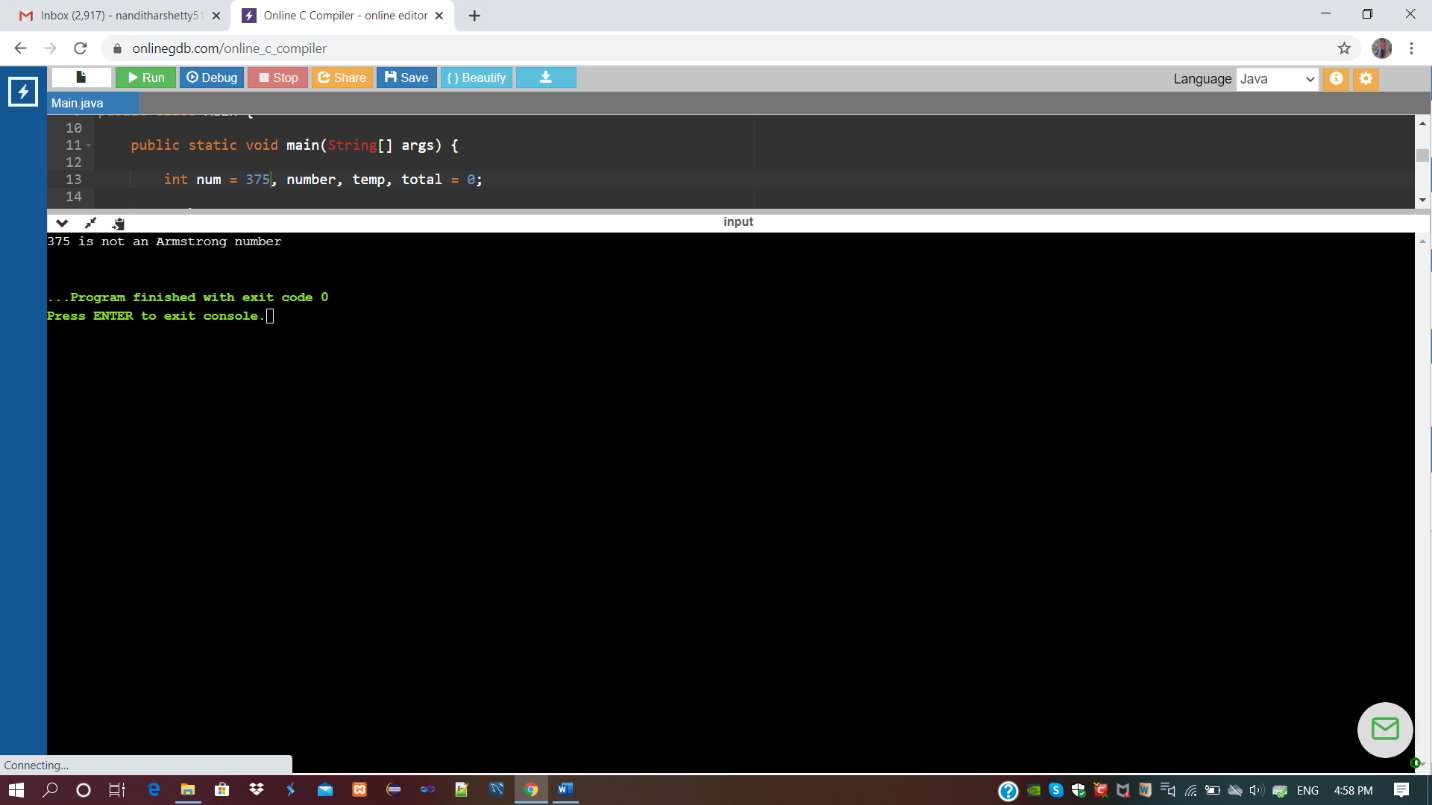 Inbox (2,917) - nanditharshetty51
Online C Compiler - online editor
onlinegdb.com/online_c_compiler
Run Debug Stop Share Save { } Beautify
Language Java
Main.java
10
11 public static void main(String[] args) {
12
13 int num = 375, number, temp, total = 0;
14
input
375 is not an Armstrong number
...Program finished with exit code 0
Press ENTER to exit console.
Connecting...
ENG 4:58 PM